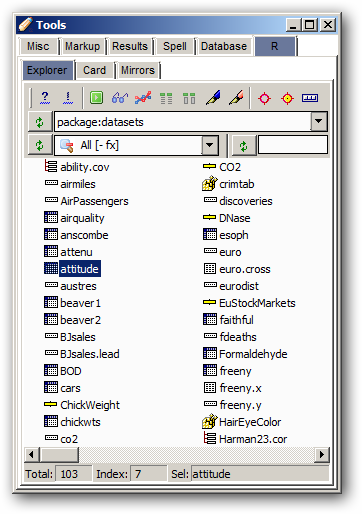 Tools
Misc Markup Results Spell Database R
Explorer Card Mirrors
? !
package:datasets
All [- fx]
ability.cov CO2
airmiles crimtab
AirPassengers discoveries
airquality DNase
anscombe esoph
attenu euro
attitude euro.cross
austres eurodist
beaver1 EuStockMarkets
beaver2 faithful
BJsales fdeaths
BJsales.lead Formaldehyde
BOD freeny
cars freeny.x
ChickWeight freeny.y
chickwts HairEyeColor
co2 Harman23.cor
Total: 103 Index: 7 Sel: attitude